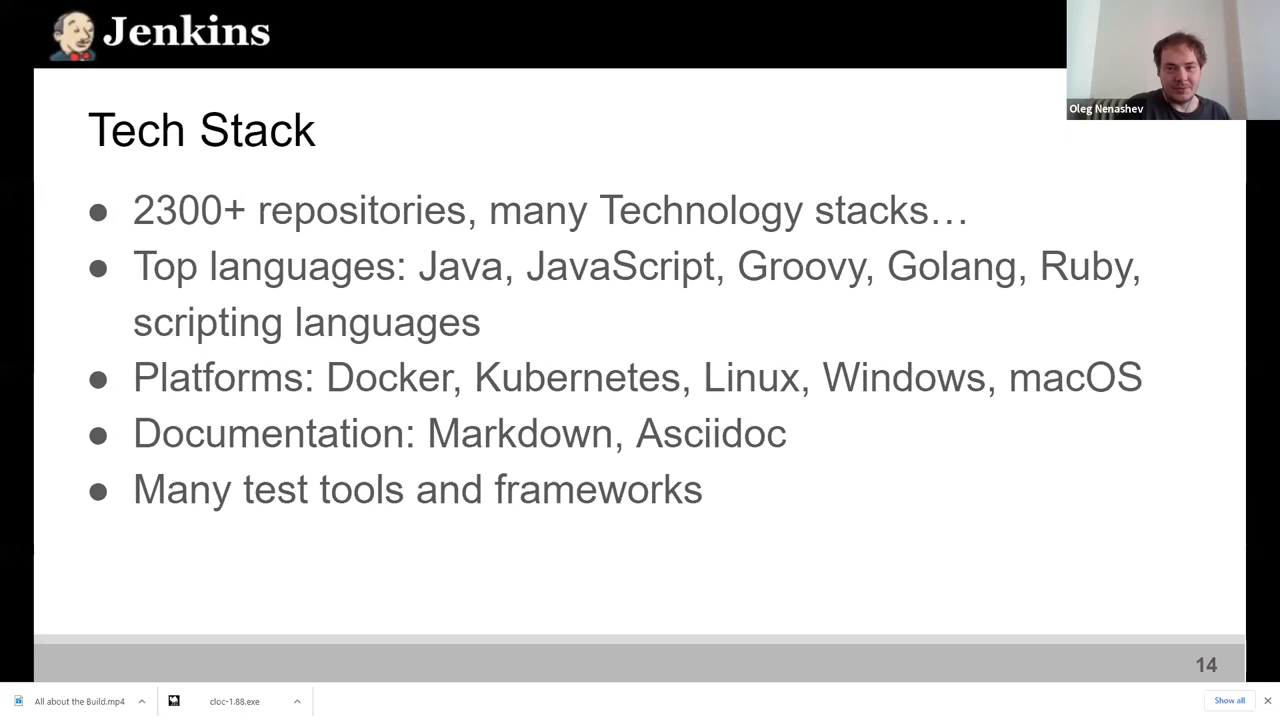 Jenkins
Oleg Nenashev
Tech Stack
● 2300+ repositories, many Technology stacks…
● Top languages: Java, JavaScript, Groovy, Golang, Ruby,
scripting languages
● Platforms: Docker, Kubernetes, Linux, Windows, macOS
● Documentation: Markdown, Asciidoc
● Many test tools and frameworks
14
All about the Build.mp4
cloc-1.88.exe
Show all